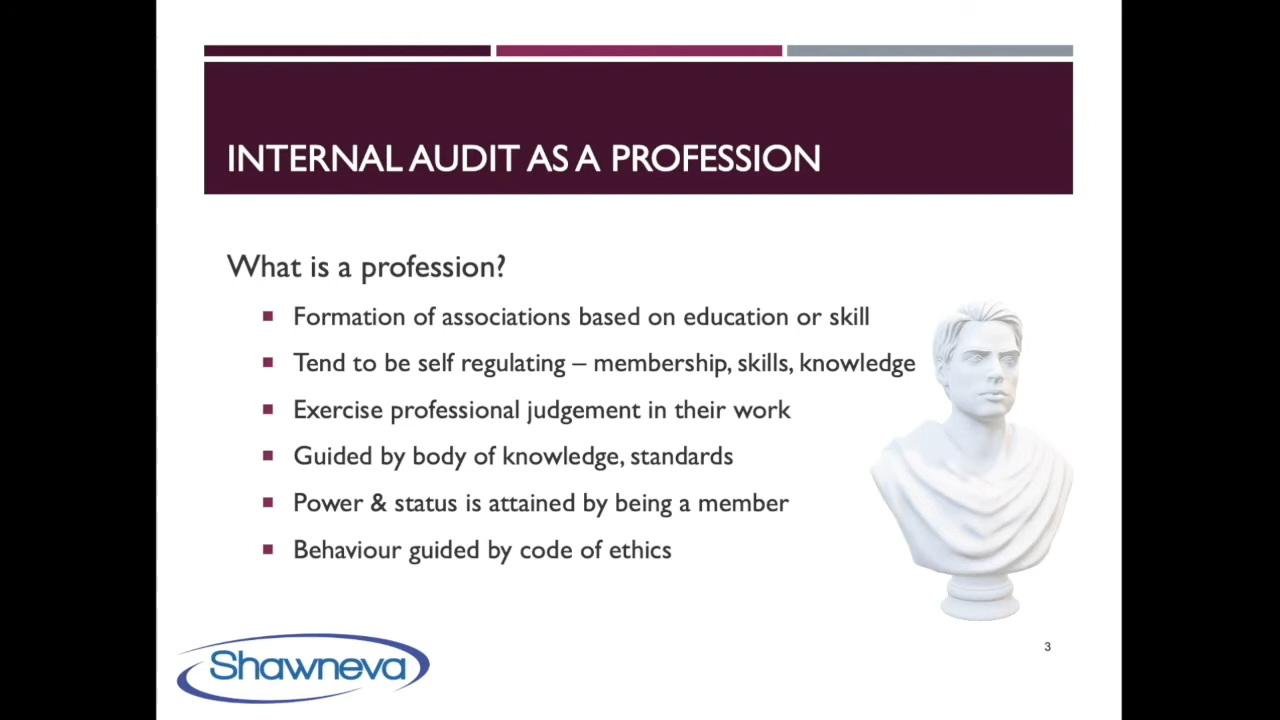 INTERNAL AUDIT AS A PROFESSION
What is a profession?
Formation of associations based on education or skill
Tend to be self regulating – membership, skills, knowledge
Exercise professional judgement in their work
Guided by body of knowledge, standards
Power & status is attained by being a member
Behaviour guided by code of ethics
3
Shawneva